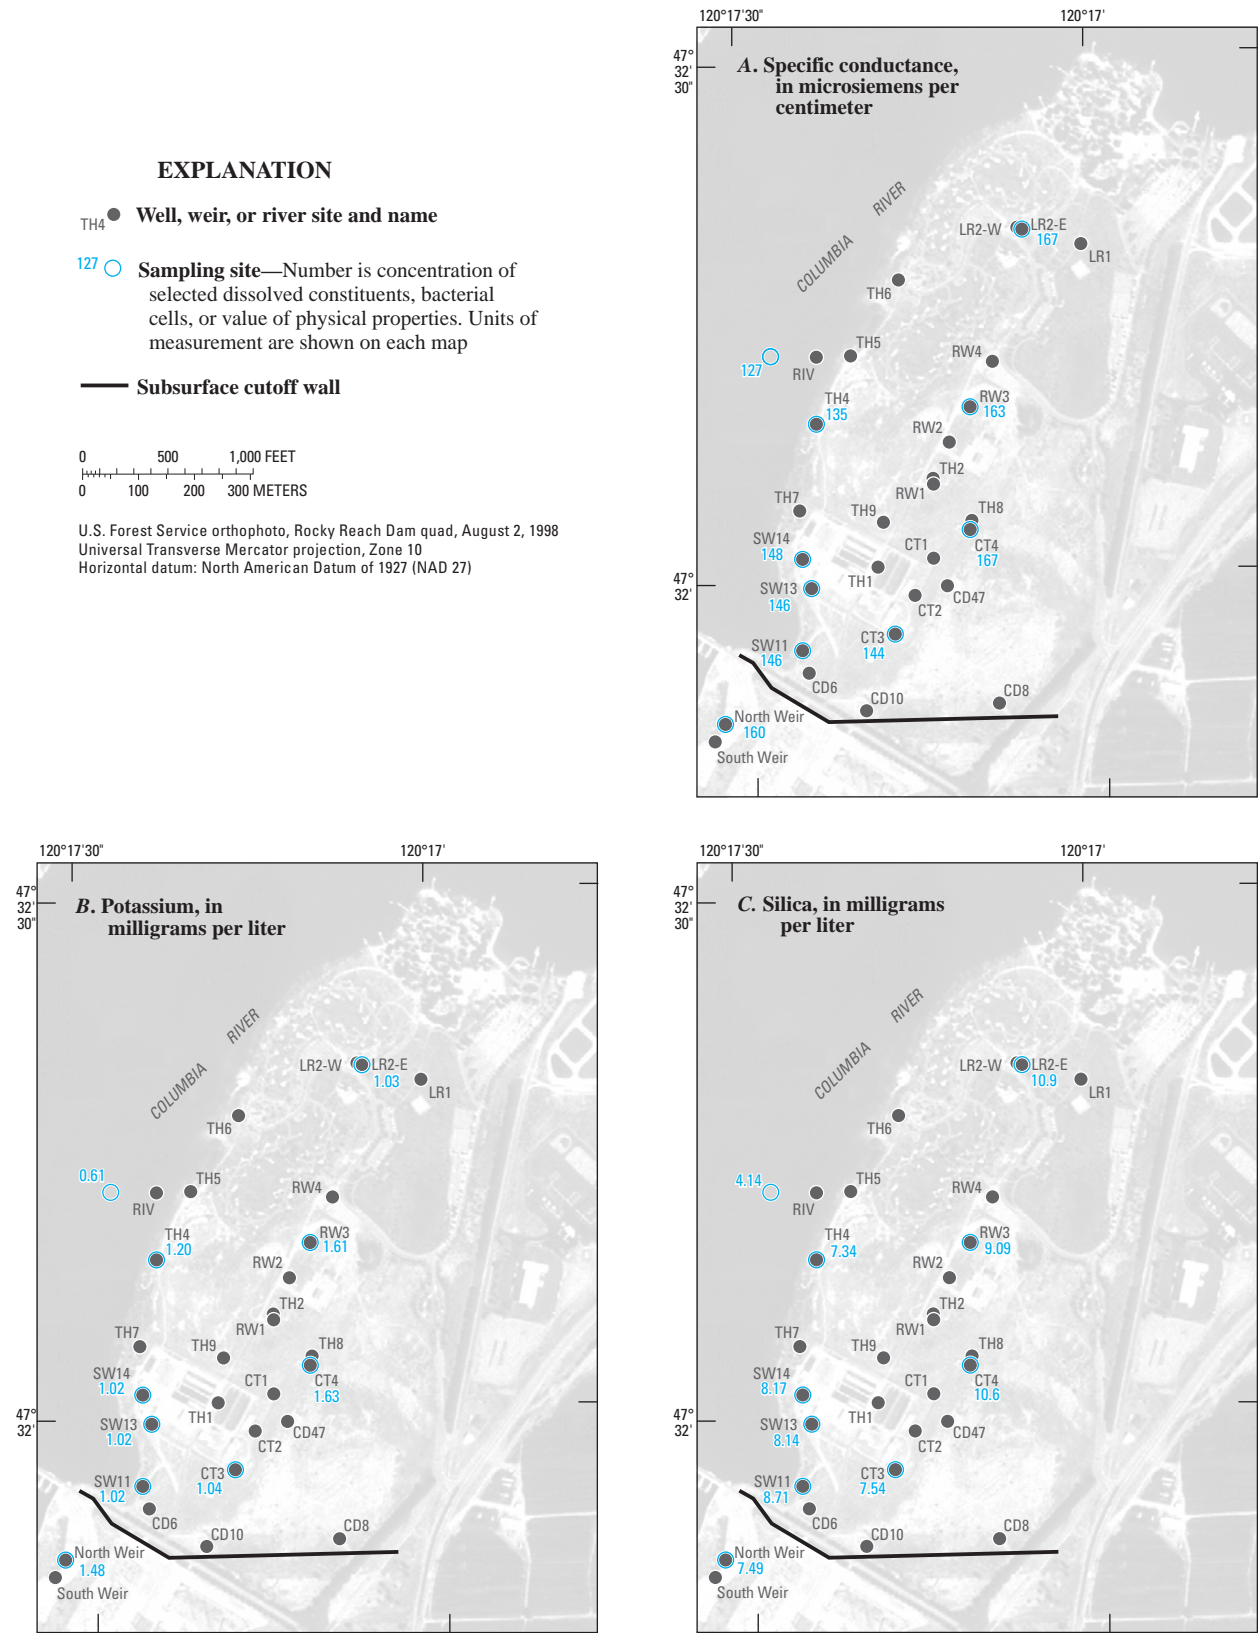 EXPLANATION
TH4 Well, weir, or river site and name
127 Sampling site—Number is concentration of
selected dissolved constituents, bacterial
cells, or value of physical properties. Units of
measurement are shown on each map
Subsurface cutoff wall
0 500 1,000 FEET
0 100 200 300 METERS
U.S. Forest Service orthophoto, Rocky Reach Dam quad, August 2, 1998
Universal Transverse Mercator projection, Zone 10
Horizontal datum: North American Datum of 1927 (NAD 27)
120°17'30" 120°17'
47°
32'
30"
A. Specific conductance,
in microsiemens per
centimeter
COLUMBIA RIVER
LR2-W LR2-E
167
LR1
TH6
127
RIV
TH5
RW4
TH4
135
RW3
163
RW2
TH2
RW1
TH7
TH9
TH8
SW14
148
CT1
CT4
167
TH1
47°
32'
SW13
146
CD47
CT2
CT3
144
SW11
146
CD6
CD10
CD8
North Weir
160
South Weir
120°17'30" 120°17'
47°
32'
30"
B. Potassium, in
milligrams per liter
COLUMBIA RIVER
LR2-W LR2-E
1.03
LR1
TH6
0.61
RIV
TH5
RW4
TH4
1.20
RW3
1.61
RW2
TH2
RW1
TH7
TH9
TH8
SW14
1.02
CT1
CT4
1.63
TH1
47°
32'
SW13
1.02
CD47
CT2
CT3
1.04
SW11
1.02
CD6
CD10
CD8
North Weir
1.48
South Weir
120°17'30" 120°17'
47°
32'
30"
C. Silica, in milligrams
per liter
COLUMBIA RIVER
LR2-W LR2-E
10.9
LR1
TH6
4.14
RIV
TH5
RW4
TH4
7.34
RW3
9.09
RW2
TH2
RW1
TH7
TH9
TH8
SW14
8.17
CT1
CT4
10.6
TH1
47°
32'
SW13
8.14
CD47
CT2
CT3
7.54
SW11
8.71
CD6
CD10
CD8
North Weir
7.49
South Weir